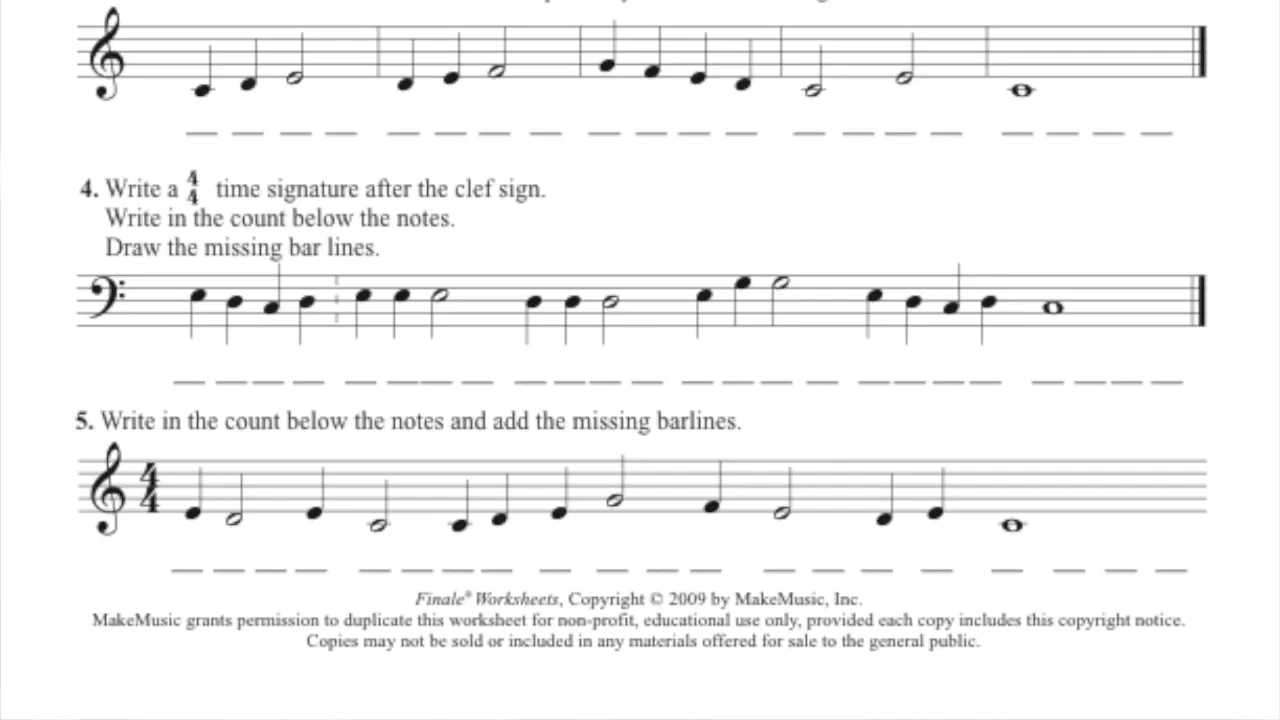 4. Write a 4/4 time signature after the clef sign.
Write in the count below the notes.
Draw the missing bar lines.
5. Write in the count below the notes and add the missing barlines.
4
4
Finale® Worksheets, Copyright © 2009 by MakeMusic, Inc.
MakeMusic grants permission to duplicate this worksheet for non-profit, educational use only, provided each copy includes this copyright notice.
Copies may not be sold or included in any materials offered for sale to the general public.